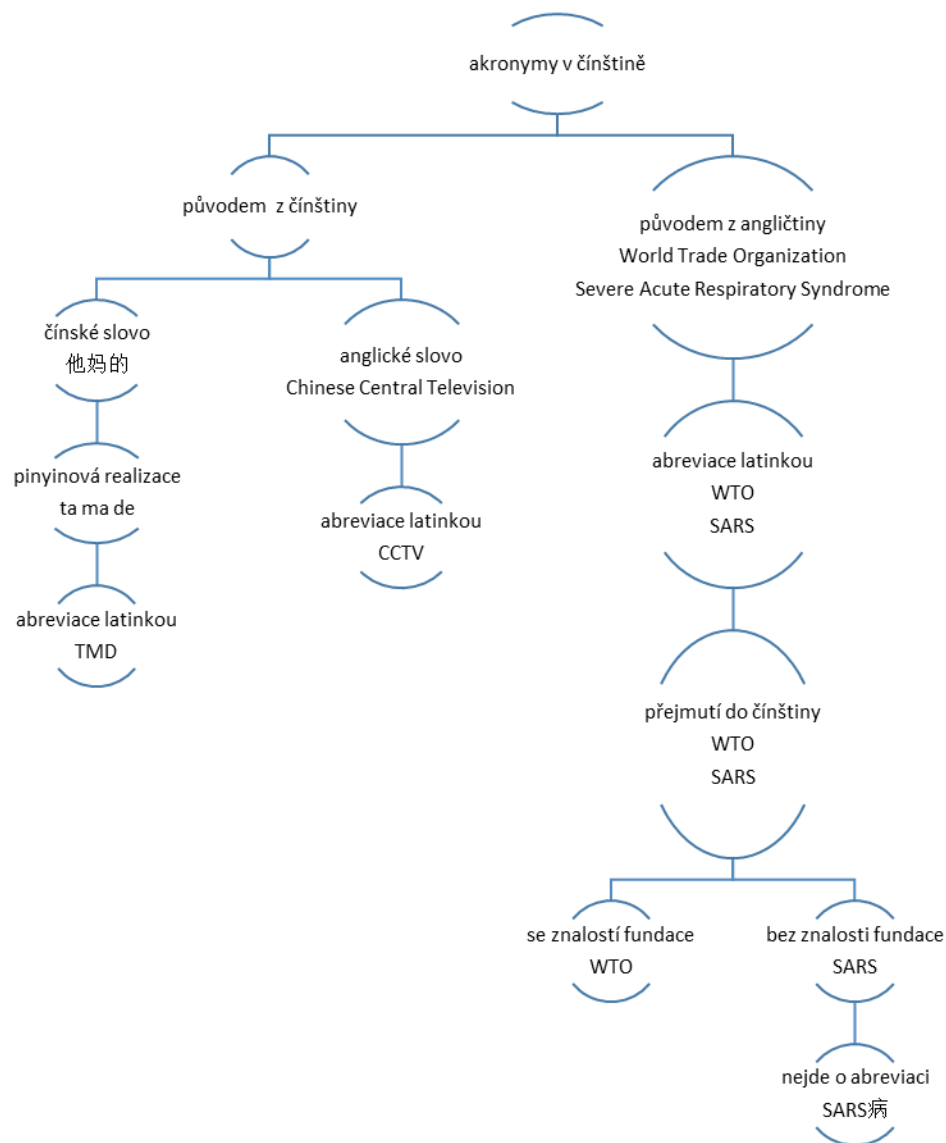 akronymy v čínštině
původem z čínštiny
původem z angličtiny
World Trade Organization
Severe Acute Respiratory Syndrome
čínské slovo
他妈的
anglické slovo
Chinese Central Television
pinyinová realizace
ta ma de
abreviace latinkou
CCTV
abreviace latinkou
WTO
SARS
abreviace latinkou
TMD
přejmutí do čínštiny
WTO
SARS
se znalostí fundace
WTO
bez znalosti fundace
SARS
nejde o abreviaci
SARS病